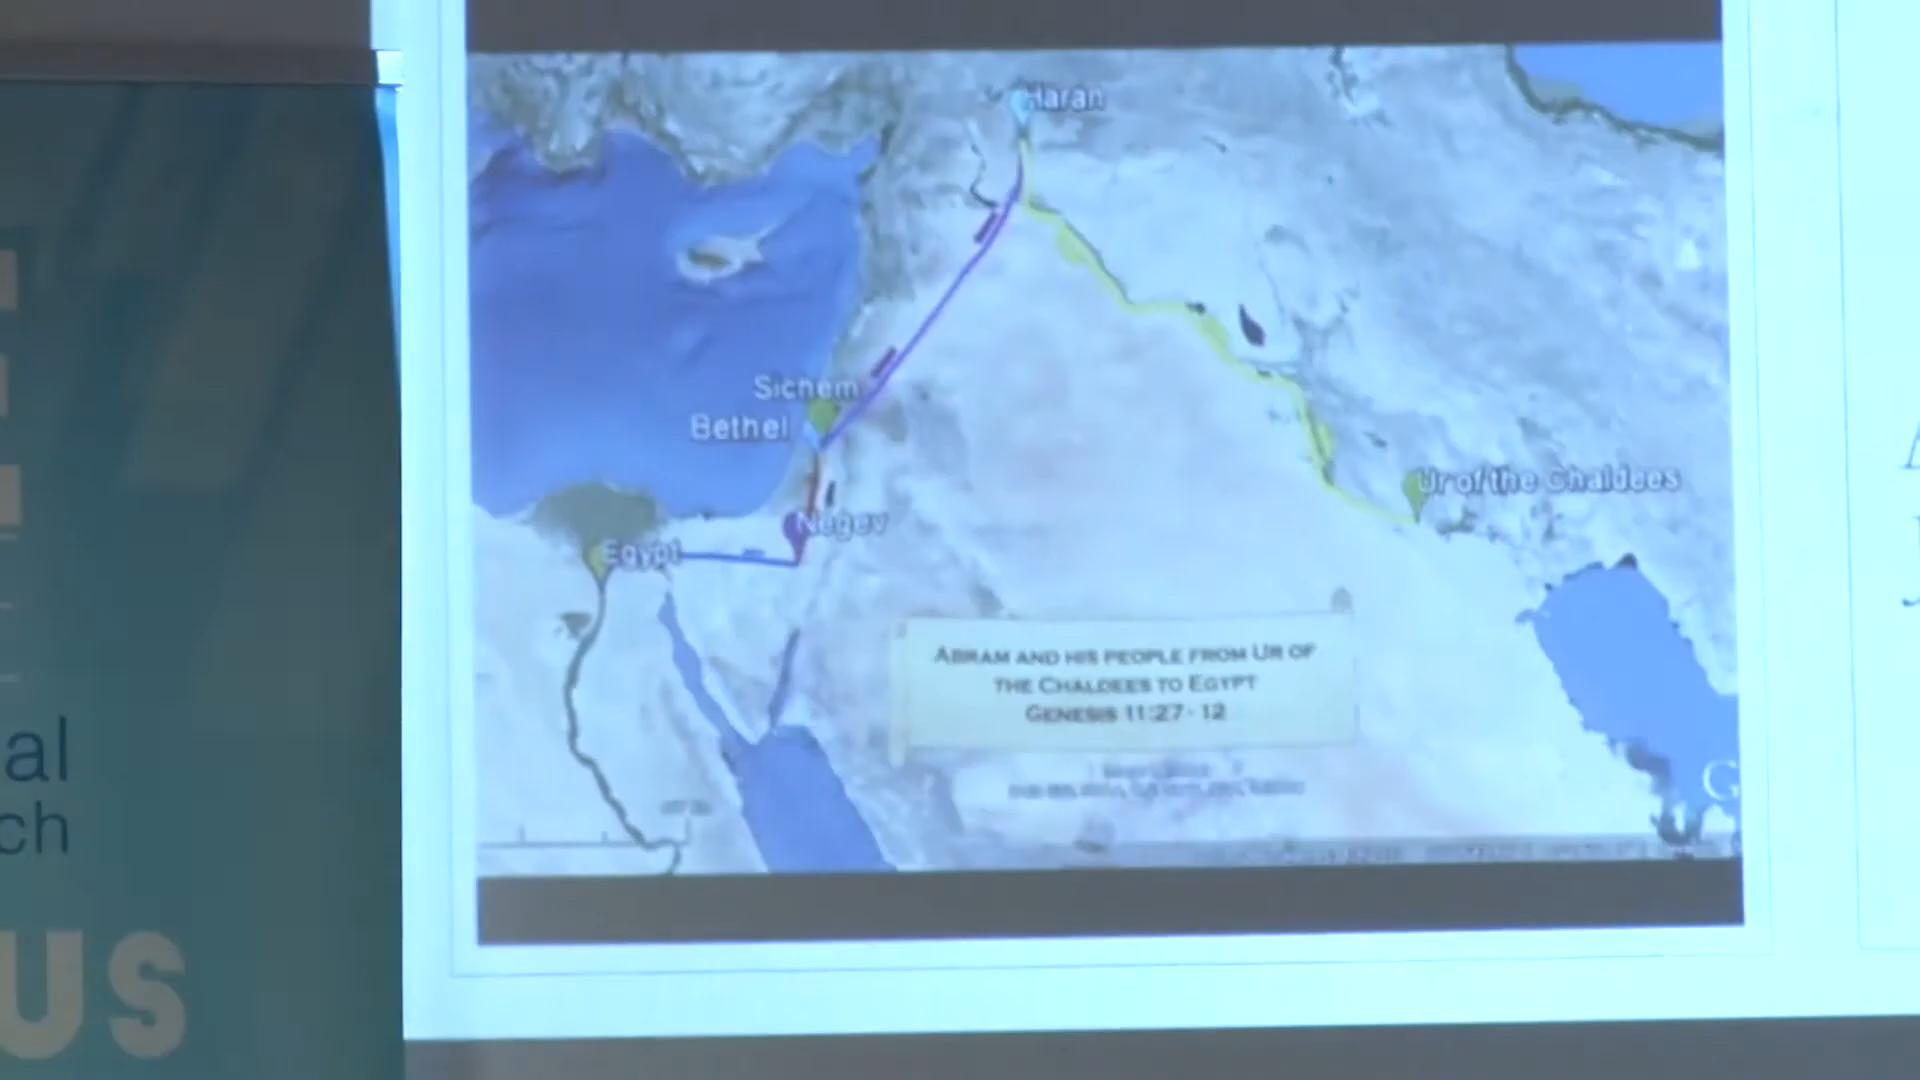 al
ch
US
Haran
Sichem
Bethel
Ur of the Chaldees
Negev
Egypt
ABRAM AND HIS PEOPLE FROM UR OF
THE CHALDEES TO EGYPT
GENESIS 11:27 - 12
G